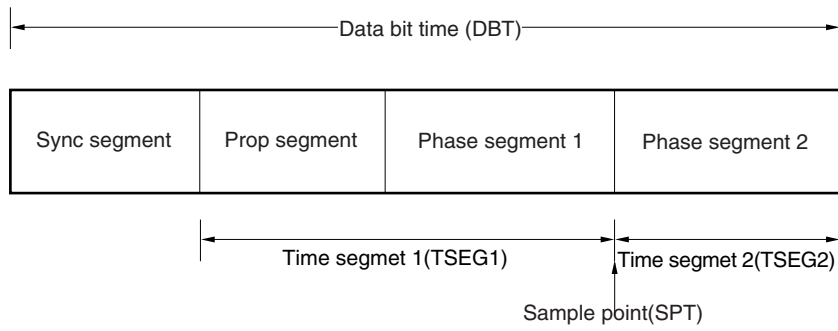 Data bit time (DBT)
Sync segment Prop segment Phase segment 1 Phase segment 2
Time segmet 1(TSEG1) Time segmet 2(TSEG2)
Sample point(SPT)